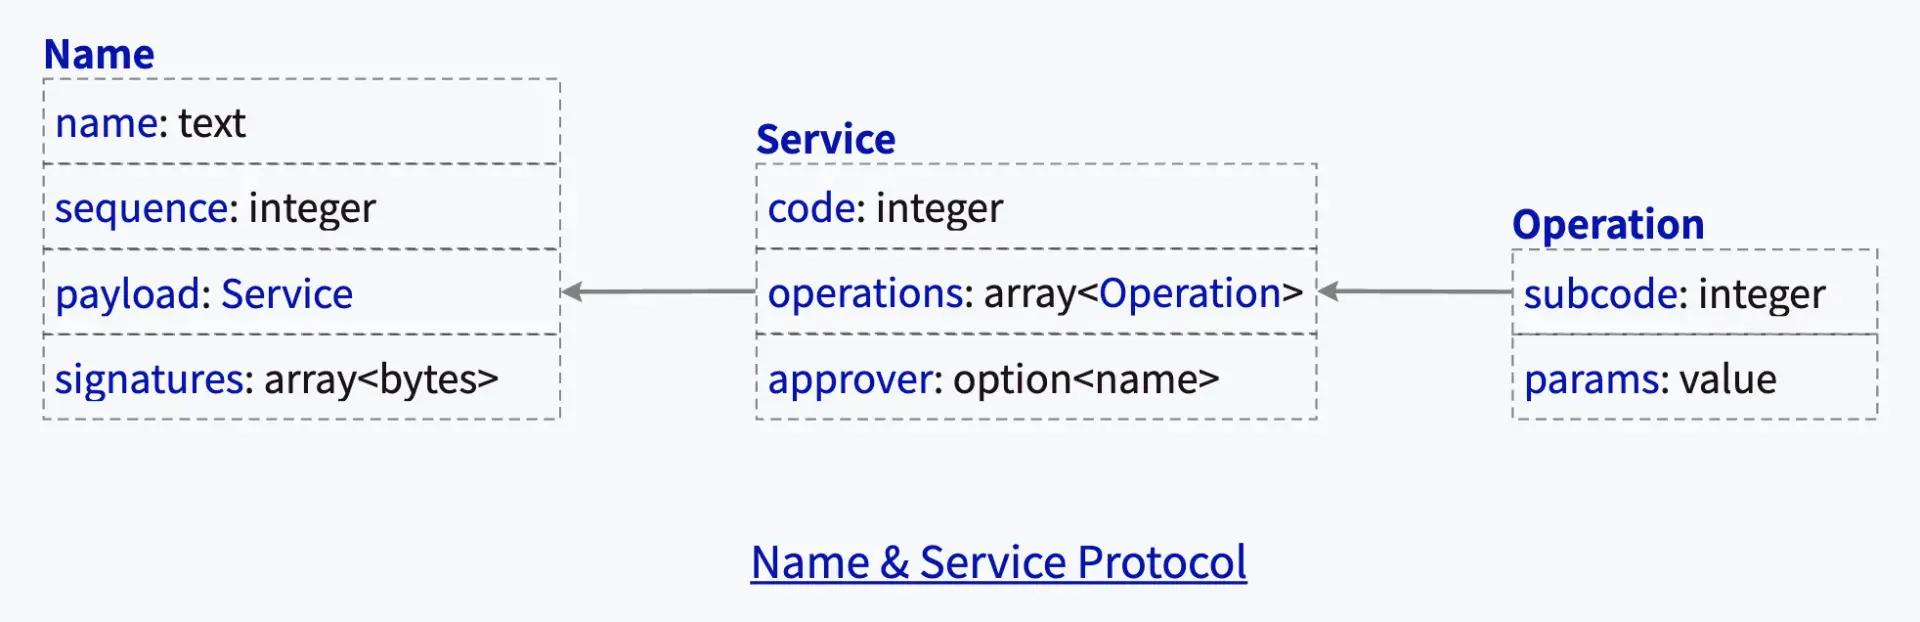 Name
name: text
sequence: integer
payload: Service
signatures: array<bytes>
Service
code: integer
operations: array<Operation>
approver: option<name>
Operation
subcode: integer
params: value
Name & Service Protocol